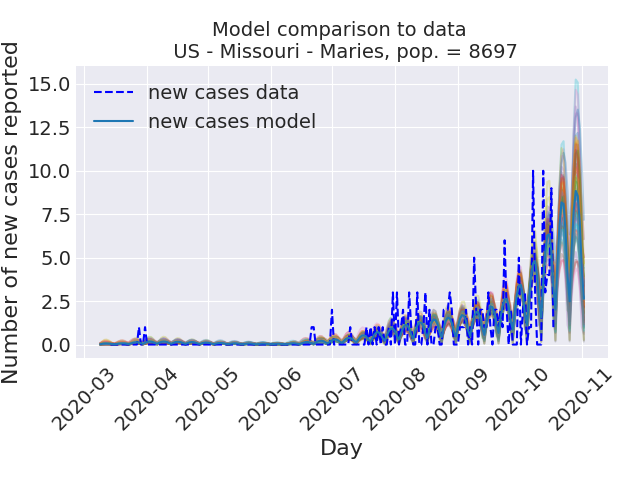 Model comparison to data
US - Missouri - Maries, pop. = 8697
new cases data
new cases model
Number of new cases reported
15.0
12.5
10.0
7.5
5.0
2.5
0.0
2020-03
2020-04
2020-05
2020-06
2020-07
2020-08
2020-09
2020-10
2020-11
Day